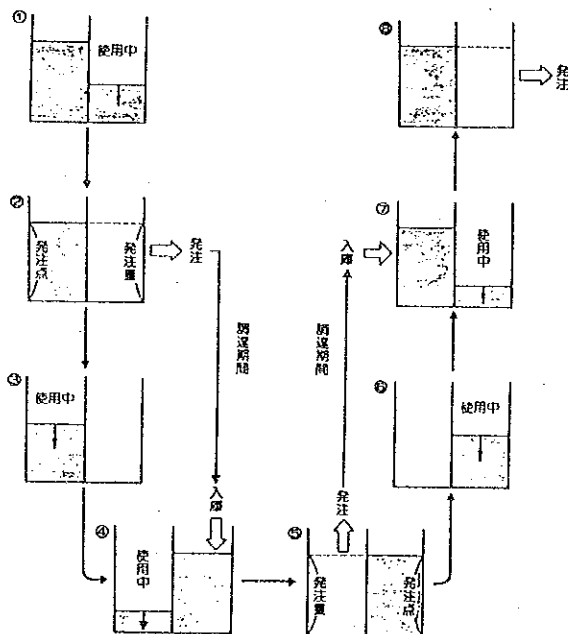 ①
使用中
②
発注点
発注量
発注
調達期間
③
使用中
④
使用中
入庫
⑤
発注量
発注点
発注
調達期間
入庫
⑥
使用中
⑦
使用中
⑧
発注